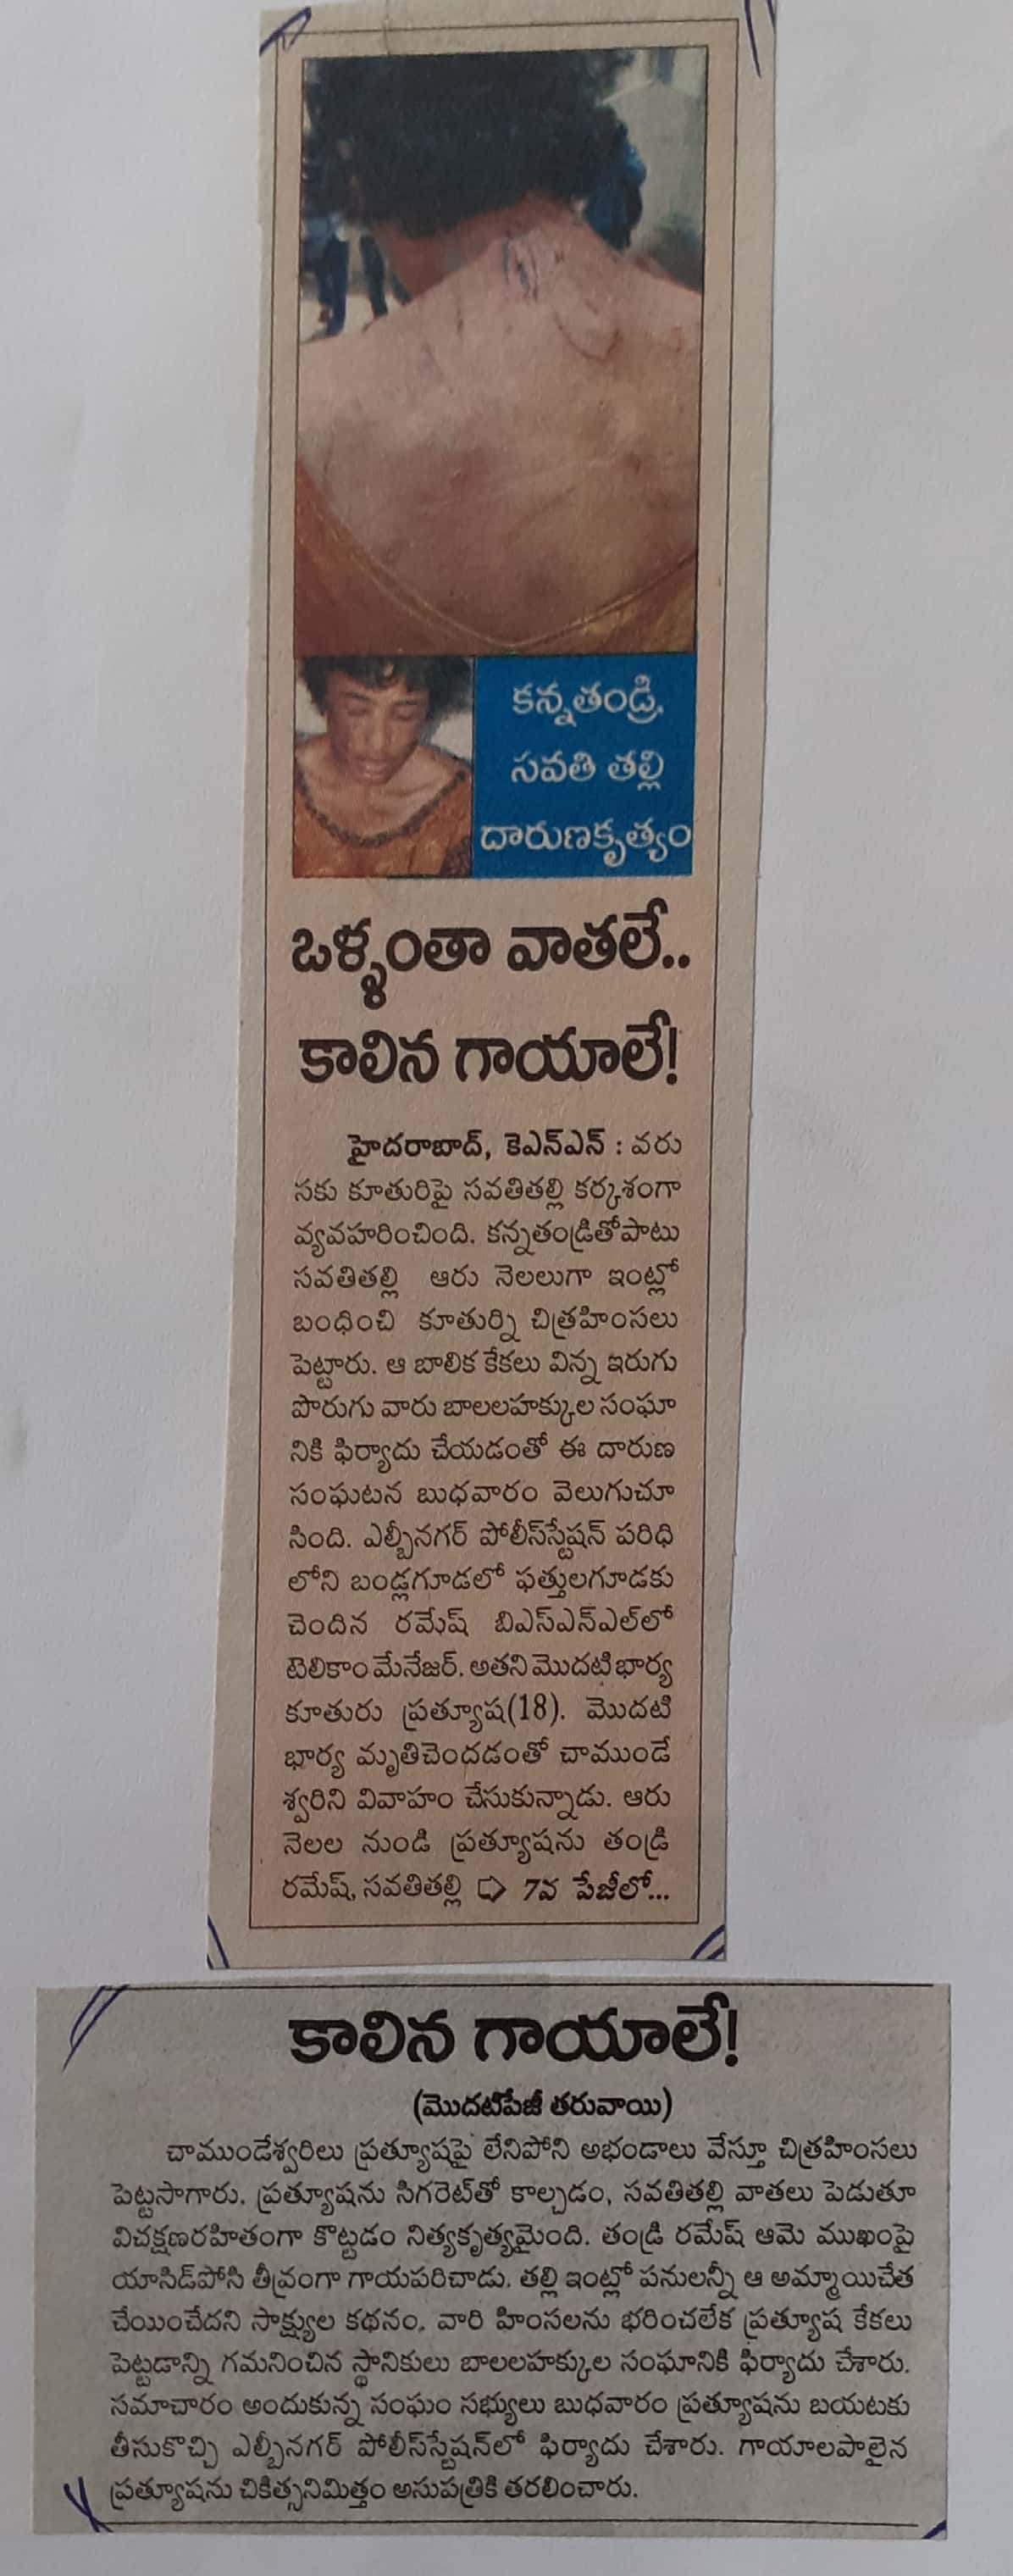 కన్నతండ్రి,
సవతి తల్లి
దారుణకృత్యం
ఒళ్ళంతా వాతలే..
కాలిన గాయాలే!
హైదరాబాద్, కెఎన్ఎన్ : వరు
సకు కూతురిపై సవతితల్లి కర్కశంగా
వ్యవహరించింది. కన్నతండ్రితోపాటు
సవతితల్లి ఆరు నెలలుగా ఇంట్లో
బంధించి కూతుర్ని చిత్రహింసలు
పెట్టారు. ఆ బాలిక కేకలు విన్న ఇరుగు
పొరుగు వారు బాలలహక్కుల సంఘా
నికి ఫిర్యాదు చేయడంతో ఈ దారుణ
సంఘటన బుధవారం వెలుగుచూ
సింది. ఎల్బీనగర్ పోలీస్‌స్టేషన్ పరిధి
లోని బండ్లగూడలో ఫత్తులగూడకు
చెందిన రమేష్ బిఎస్ఎన్ఎల్‌లో
టెలికాం మేనేజర్. అతని మొదటి భార్య
కూతురు ప్రత్యూష(18). మొదటి
భార్య మృతిచెందడంతో చాముండే
శ్వరిని వివాహం చేసుకున్నాడు. ఆరు
నెలల నుండి ప్రత్యూషను తండ్రి
రమేష్, సవతితల్లి ➩ 7వ పేజీలో...
కాలిన గాయాలే!
(మొదటిపేజీ తరువాయి)
చాముండేశ్వరిలు ప్రత్యూషపై లేనిపోని అభండాలు వేస్తూ చిత్రహింసలు
పెట్టసాగారు. ప్రత్యూషను సిగరెట్‌తో కాల్చడం, సవతితల్లి వాతలు పెడుతూ
విచక్షణరహితంగా కొట్టడం నిత్యకృత్యమైంది. తండ్రి రమేష్ ఆమె ముఖంపై
యాసిడ్‌పోసి తీవ్రంగా గాయపరిచాడు. తల్లి ఇంట్లో పనులన్నీ ఆ అమ్మాయిచేత
చేయించేదని సాక్ష్యుల కథనం. వారి హింసలను భరించలేక ప్రత్యూష కేకలు
పెట్టడాన్ని గమనించిన స్థానికులు బాలలహక్కుల సంఘానికి ఫిర్యాదు చేశారు.
సమాచారం అందుకున్న సంఘం సభ్యులు బుధవారం ప్రత్యూషను బయటకు
తీసుకొచ్చి ఎల్బీనగర్ పోలీస్‌స్టేషన్‌లో ఫిర్యాదు చేశారు. గాయాలపాలైన
ప్రత్యూషను చికిత్సనిమిత్తం అసుపత్రికి తరలించారు.